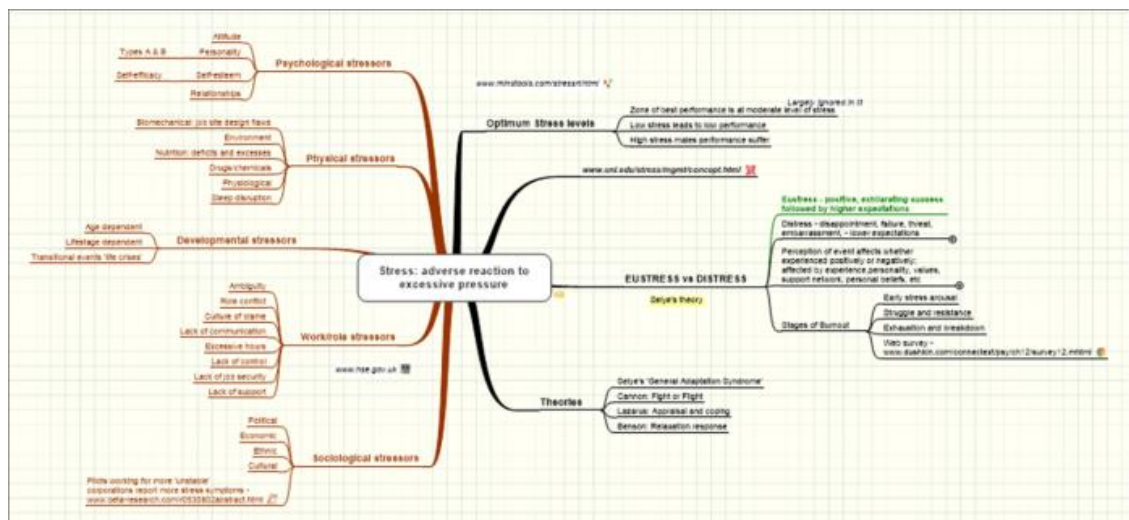 Attitude
Types A & B
Personality
Self-efficacy
Self-esteem
Relationships
Psychological stressors
Biomechanical: job site design flaws
Environment
Nutrition: deficits and excesses
Drugs/chemicals
Physiological
Sleep disruption
Physical stressors
Age dependent
Lifestage dependent
Transitional events 'life crises'
Developmental stressors
Ambiguity
Role conflict
Culture of blame
Lack of communication
Excessive hours
Lack of control
Lack of job security
Lack of support
Work/role stressors
www.hse.gov.uk
Political
Economic
Ethnic
Cultural
Pilots working for more 'unstable'
corporations report more stress symptoms -
Sociological stressors
Stress: adverse reaction to
excessive pressure
Optimum Stress levels
Largely ignored in IT
Zone of best performance is at moderate level of stress
Low stress leads to low performance
High stress makes performance suffer
EUSTRESS vs DISTRESS
Selye's theory
Eustress - positive, exhilarating success
followed by higher expectations
Distress - disappointment, failure, threat,
embarrassment, - lower expectations
Perception of event affects whether
experienced positively or negatively;
affected by experience,personality, values,
support network, personal beliefs, etc
Stages of Burnout
Early stress arousal
Struggle and resistance
Exhaustion and breakdown
Web survey -
Theories
Selye's 'General Adaptation Syndrome'
Cannon: Fight or Flight
Lazarus: Appraisal and coping
Benson: Relaxation response